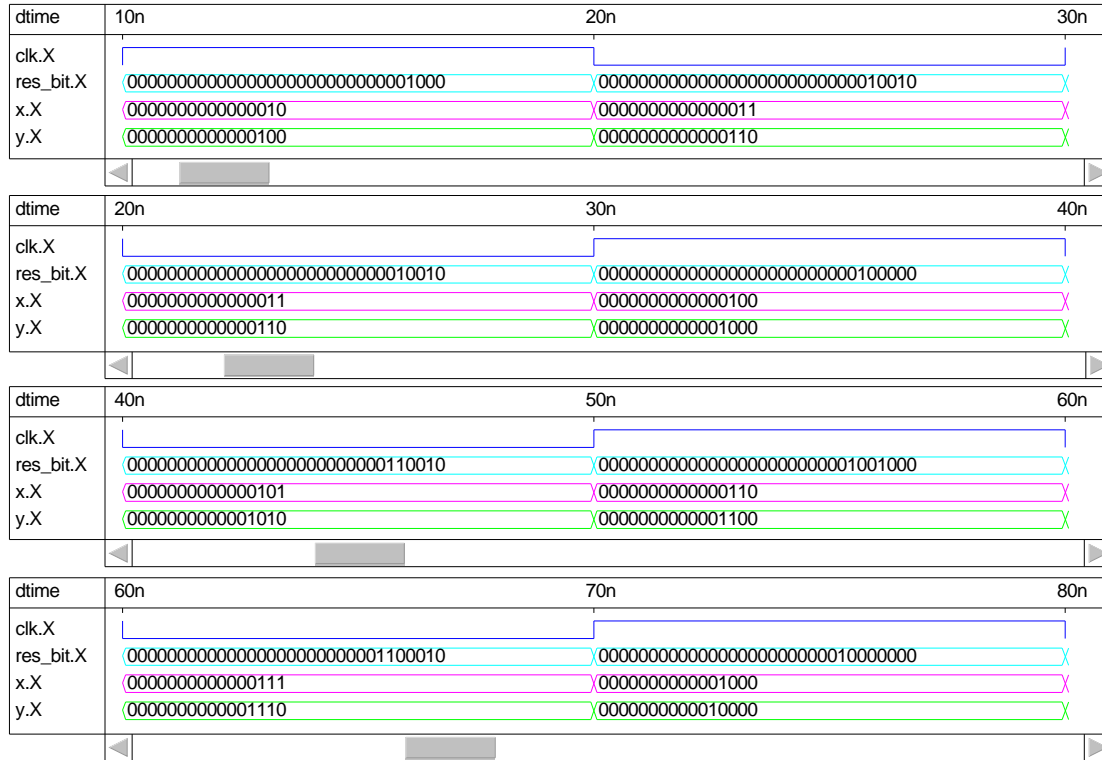 dtime 10n 20n 30n
clk.X
res_bit.X 00000000000000000000000000001000 00000000000000000000000000010010
x.X 0000000000000010 0000000000000011
y.X 0000000000000100 0000000000000110
dtime 20n 30n 40n
clk.X
res_bit.X 00000000000000000000000000010010 00000000000000000000000000100000
x.X 0000000000000011 0000000000000100
y.X 0000000000000110 0000000000001000
dtime 40n 50n 60n
clk.X
res_bit.X 00000000000000000000000000110010 00000000000000000000000001001000
x.X 0000000000000101 0000000000000110
y.X 0000000000001010 0000000000001100
dtime 60n 70n 80n
clk.X
res_bit.X 00000000000000000000000001100010 00000000000000000000000010000000
x.X 0000000000000111 0000000000001000
y.X 0000000000001110 0000000000010000